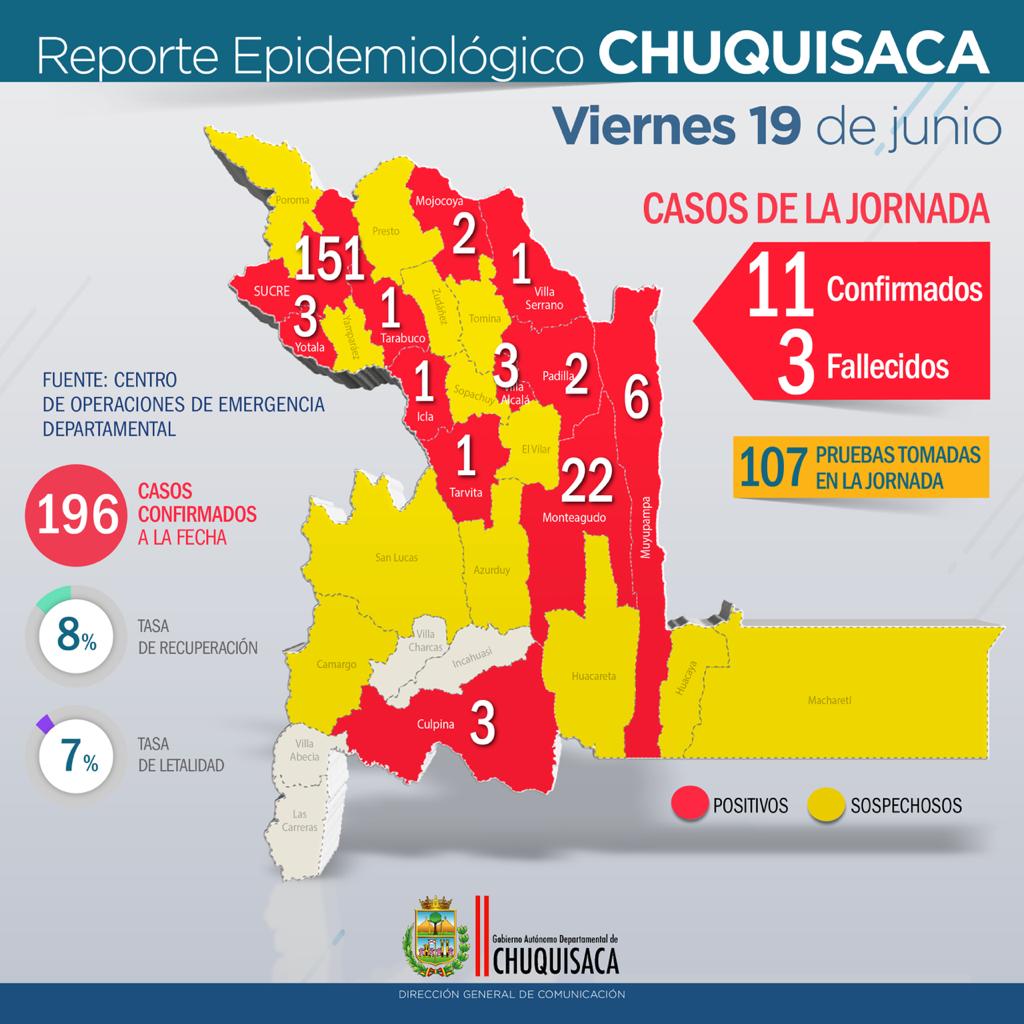 Reporte Epidemiológico CHUQUISACA
Viernes 19 de junio
CASOS DE LA JORNADA
11 Confirmados
3 Fallecidos
107 PRUEBAS TOMADAS
EN LA JORNADA
FUENTE: CENTRO
DE OPERACIONES DE EMERGENCIA
DEPARTAMENTAL
196 CASOS
CONFIRMADOS
A LA FECHA
8% TASA
DE RECUPERACIÓN
7% TASA
DE LETALIDAD
Poroma
151
SUCRE
Presto
Mojocoya
2
1
Villa
Serrano
3
Yotala
Yamparáez
1
Tarabuco
Zudáñez
Tomina
1
Icla
Sopachuy
3
Villa
Alcalá
Padilla
2
6
Muyupampa
1
Tarvita
El Vilar
22
Monteagudo
San Lucas
Azurduy
Camargo
Villa
Charcas
Incahuasi
Culpina
3
Huacareta
Huacaya
Machareti
Villa
Abecia
Las
Carreras
POSITIVOS
SOSPECHOSOS
Gobierno Autónomo Departamental de
CHUQUISACA
DIRECCIÓN GENERAL DE COMUNICACIÓN